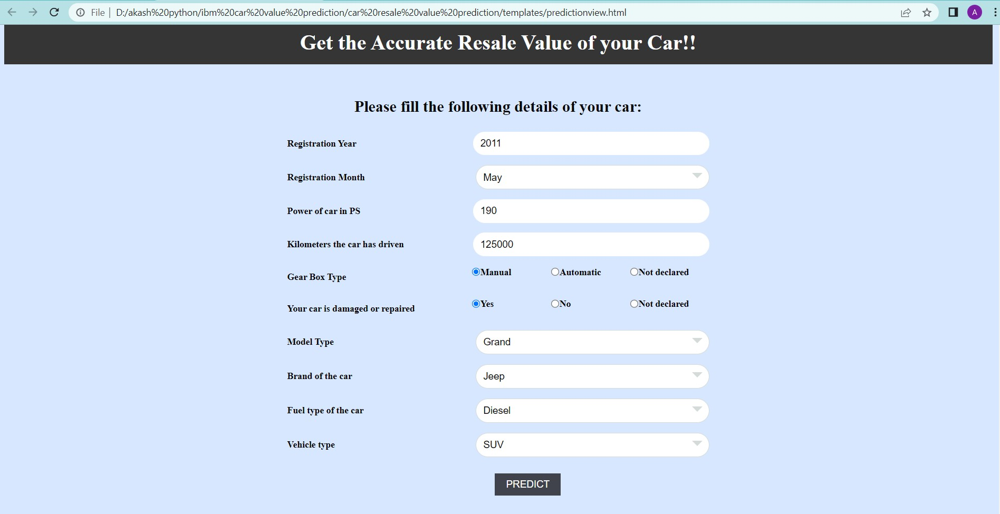 File | D:/akash%20python/ibm%20car%20value%20prediction/car%20resale%20value%20prediction/templates/predictionview.html A
Get the Accurate Resale Value of your Car!!
Please fill the following details of your car:
Registration Year 2011
Registration Month May
Power of car in PS 190
Kilometers the car has driven 125000
Gear Box Type Manual Automatic Not declared
Your car is damaged or repaired Yes No Not declared
Model Type Grand
Brand of the car Jeep
Fuel type of the car Diesel
Vehicle type SUV
PREDICT